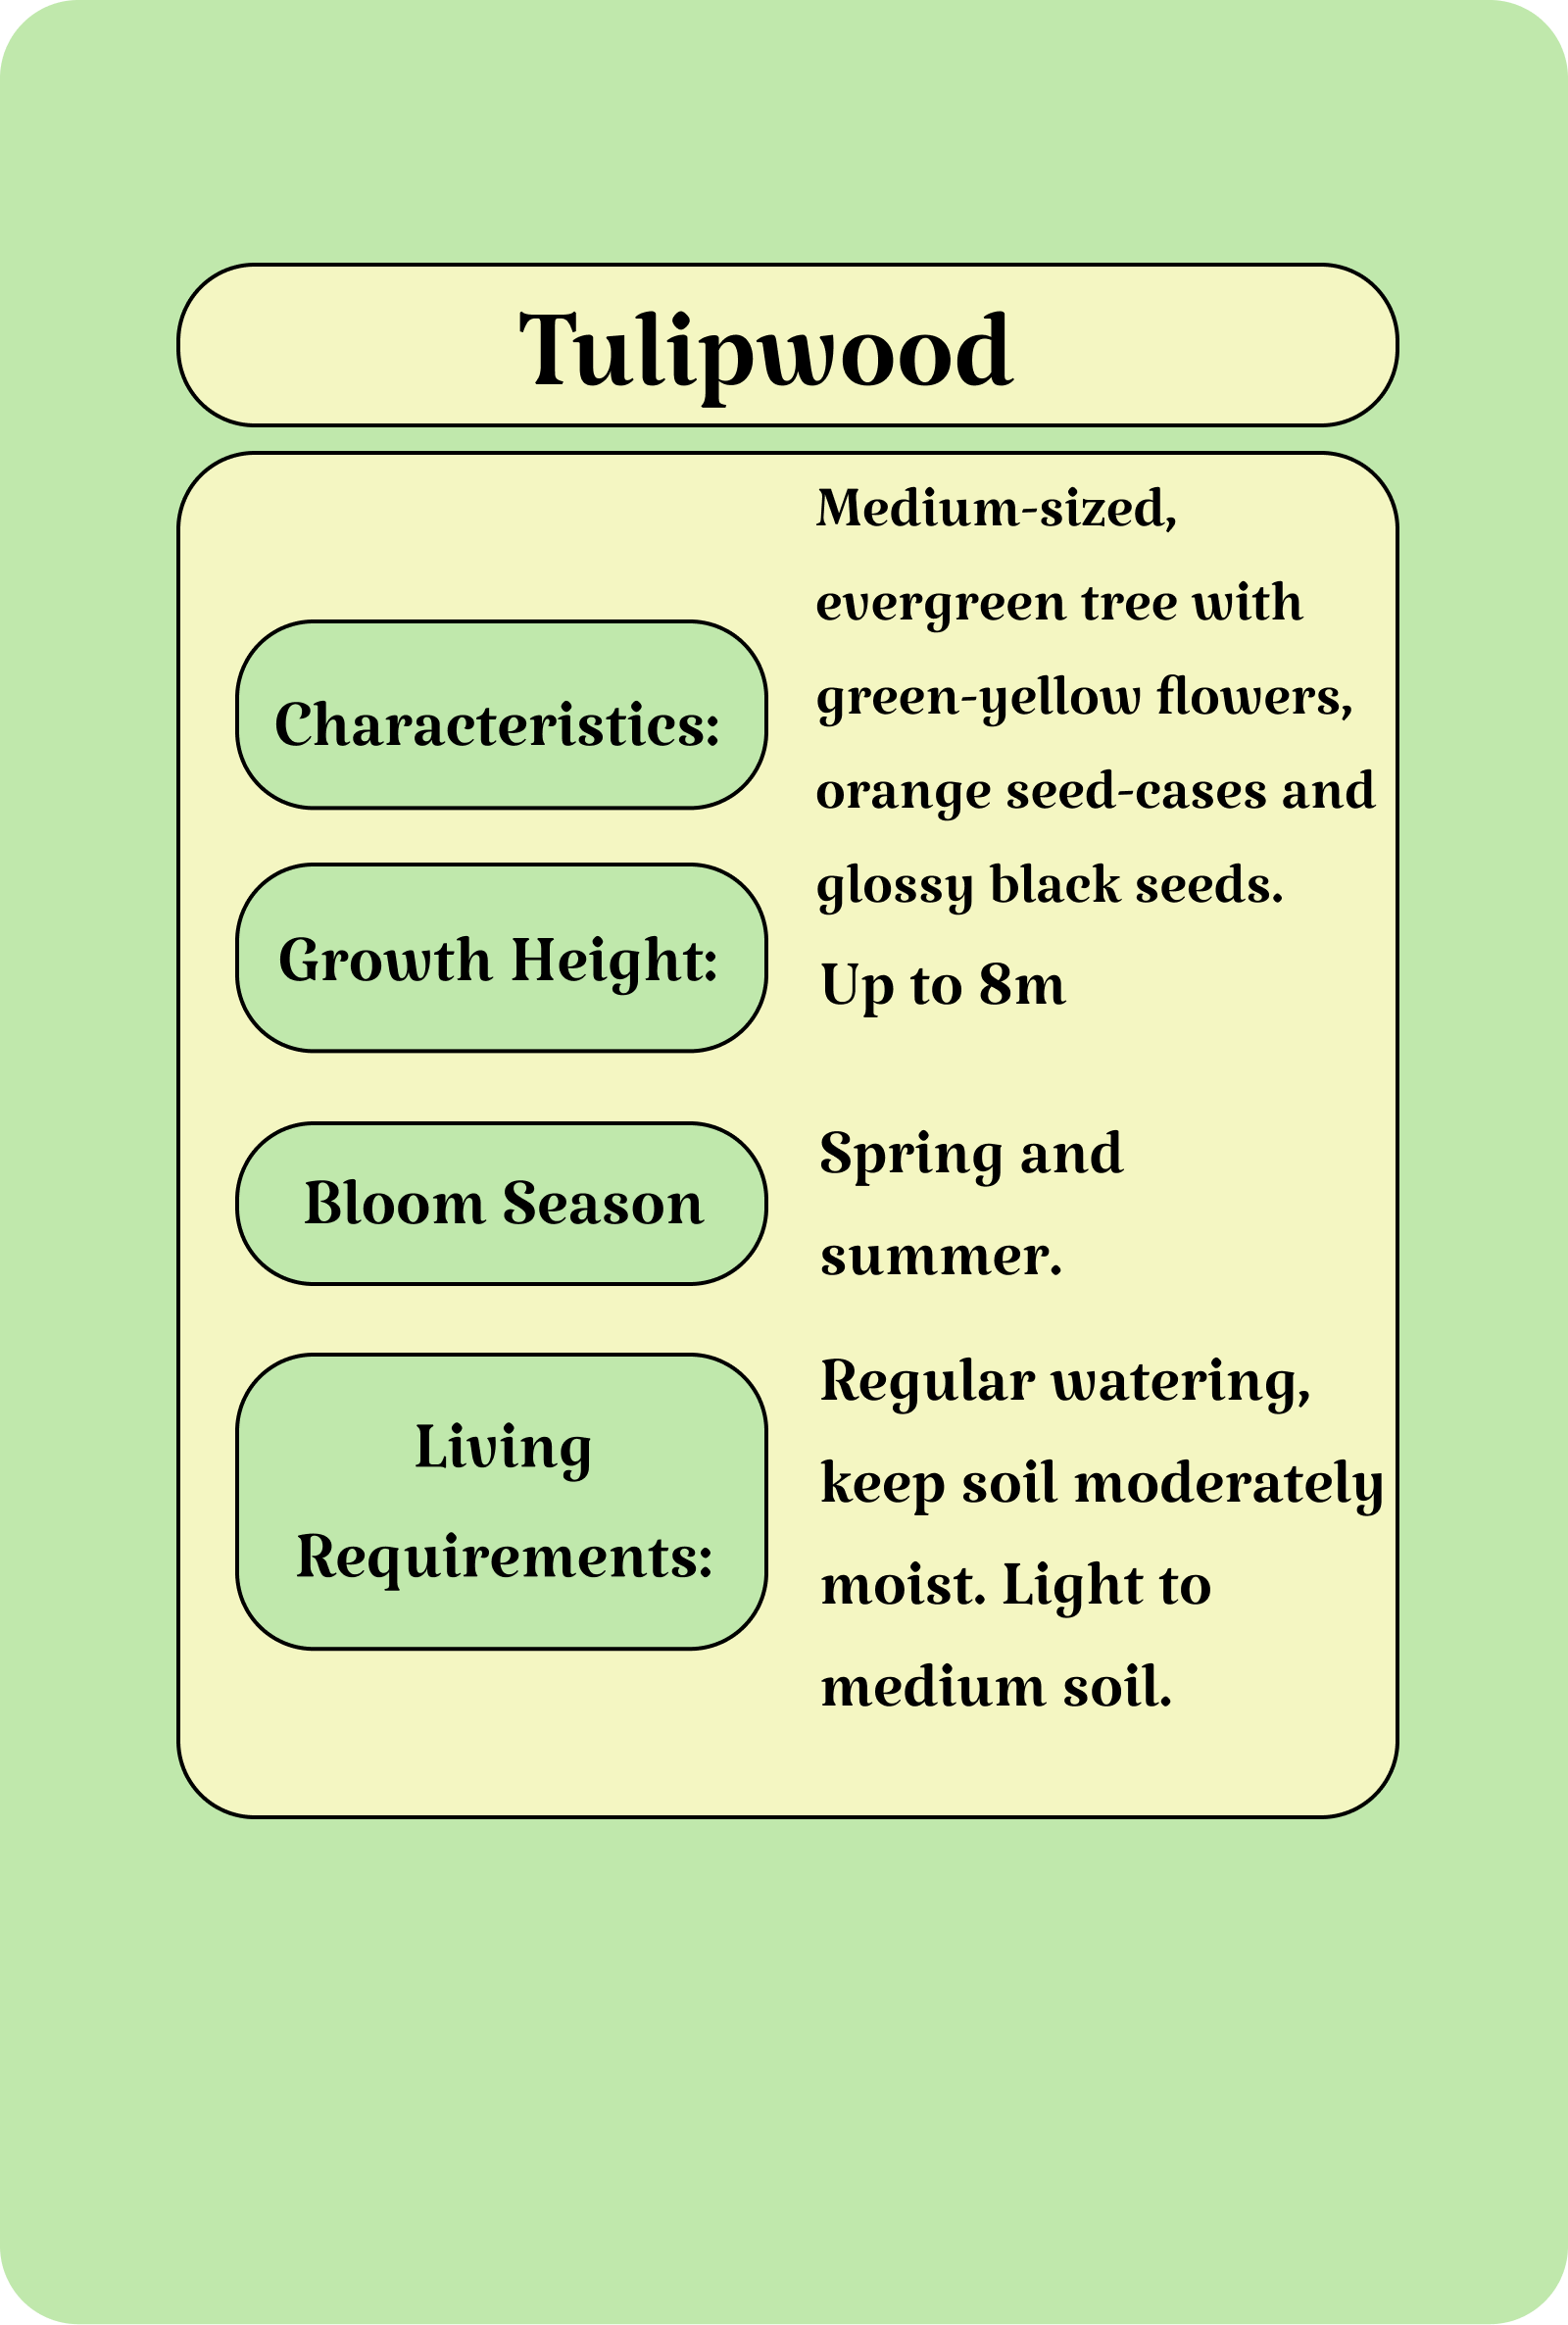 Tulipwood
Characteristics:
Medium-sized,
evergreen tree with
green-yellow flowers,
orange seed-cases and
glossy black seeds.
Growth Height:
Up to 8m
Bloom Season
Spring and
summer.
Living
Requirements:
Regular watering,
keep soil moderately
moist. Light to
medium soil.